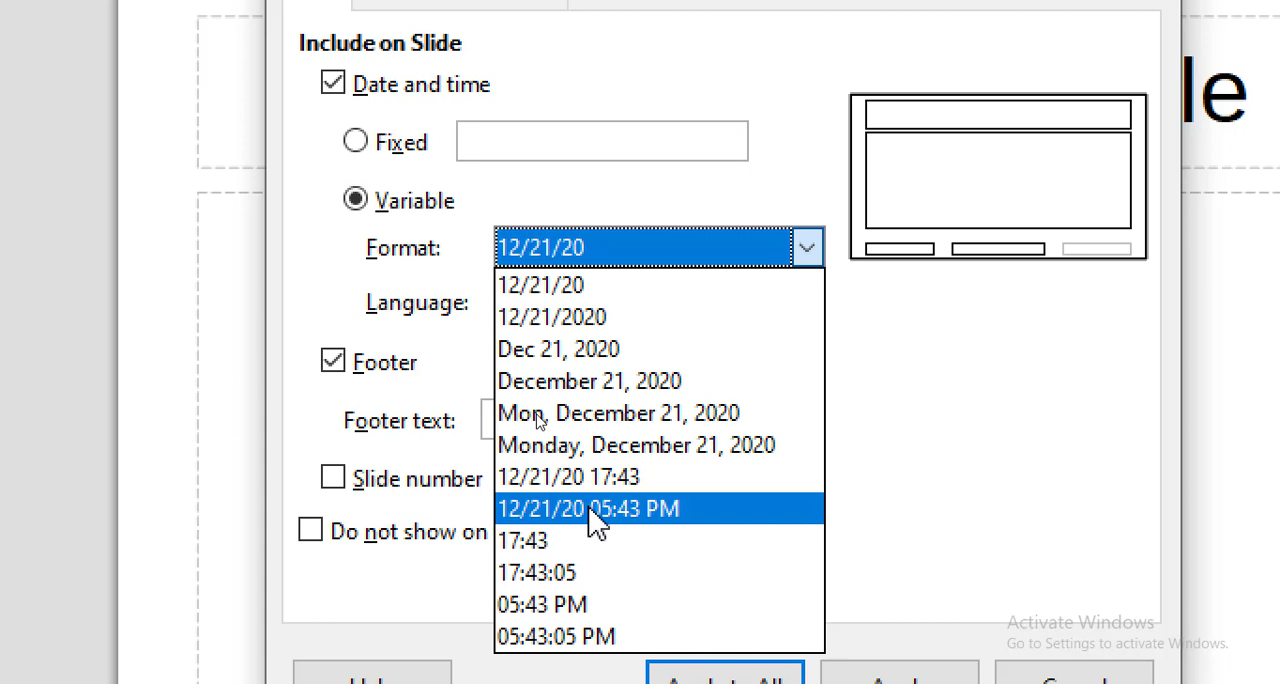 Include on Slide
le
Date and time
Fixed
Variable
Format:
12/21/20
12/21/20
Language:
12/21/2020
Dec 21, 2020
Footer
December 21, 2020
Footer text:
Mon, December 21, 2020
Monday, December 21, 2020
Slide number
12/21/20 17:43
12/21/20 05:43 PM
Do not show on
17:43
17:43:05
05:43 PM
05:43:05 PM
Activate Windows
Go to Settings to activate Windows.